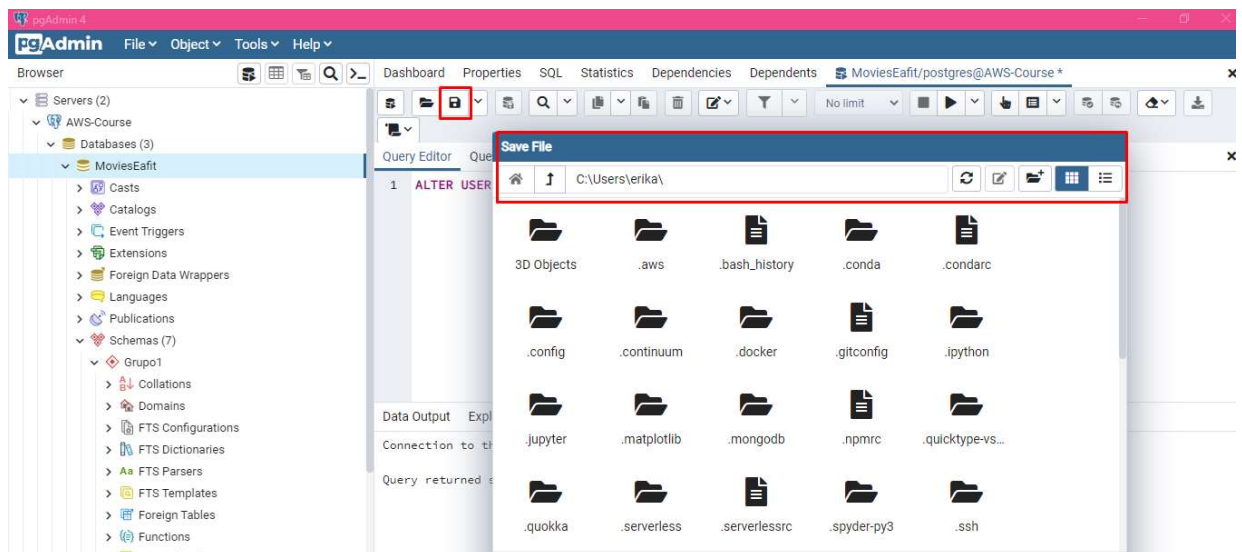 pgAdmin 4
pgAdmin File Object Tools Help
Browser
Dashboard Properties SQL Statistics Dependencies Dependents MoviesEafit/postgres@AWS-Course *
No limit
Servers (2)
AWS-Course
Databases (3)
MoviesEafit
Casts
Catalogs
Event Triggers
Extensions
Foreign Data Wrappers
Languages
Publications
Schemas (7)
Grupo1
Collations
Domains
FTS Configurations
FTS Dictionaries
Aa FTS Parsers
FTS Templates
Foreign Tables
Functions
Query Editor Que
1 ALTER USER
Data Output Expl
Connection to th
Query returned s
Save File
C:\Users\erika\
3D Objects .aws .bash_history .conda .condarc
.config .continuum .docker .gitconfig .ipython
.jupyter .matplotlib .mongodb .npmrc .quicktype-vs...
.quokka .serverless .serverlessrc .spyder-py3 .ssh